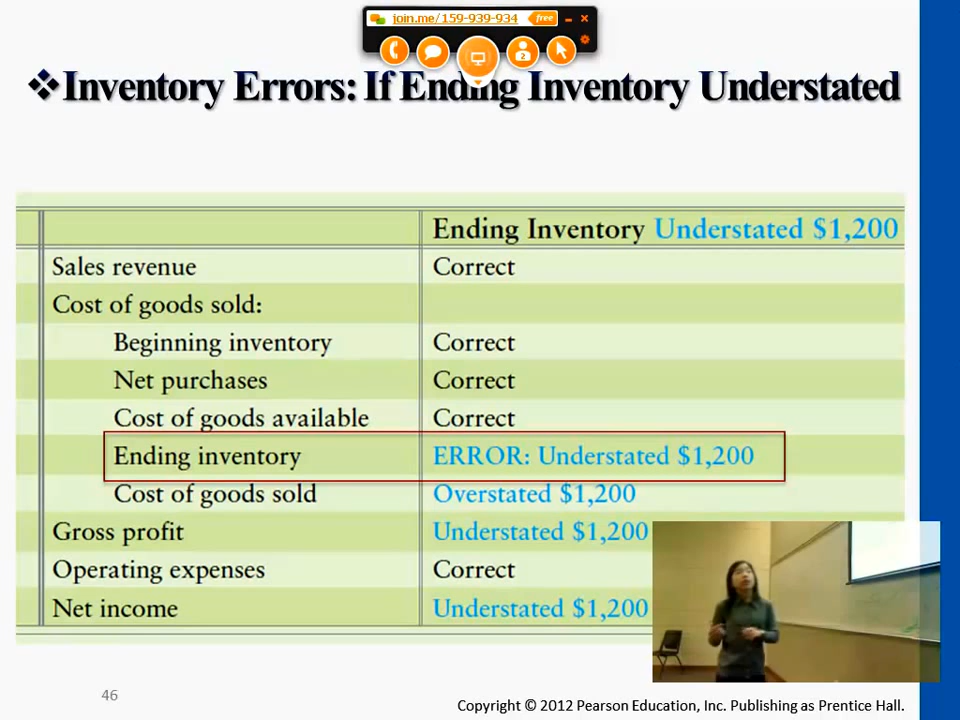 join.me/159-939-934 free
2
❖Inventory Errors: If Ending Inventory Understated
Ending Inventory Understated $1,200
Sales revenue Correct
Cost of goods sold:
Beginning inventory Correct
Net purchases Correct
Cost of goods available Correct
Ending inventory ERROR: Understated $1,200
Cost of goods sold Overstated $1,200
Gross profit Understated $1,200
Operating expenses Correct
Net income Understated $1,200
46
Copyright © 2012 Pearson Education, Inc. Publishing as Prentice Hall.